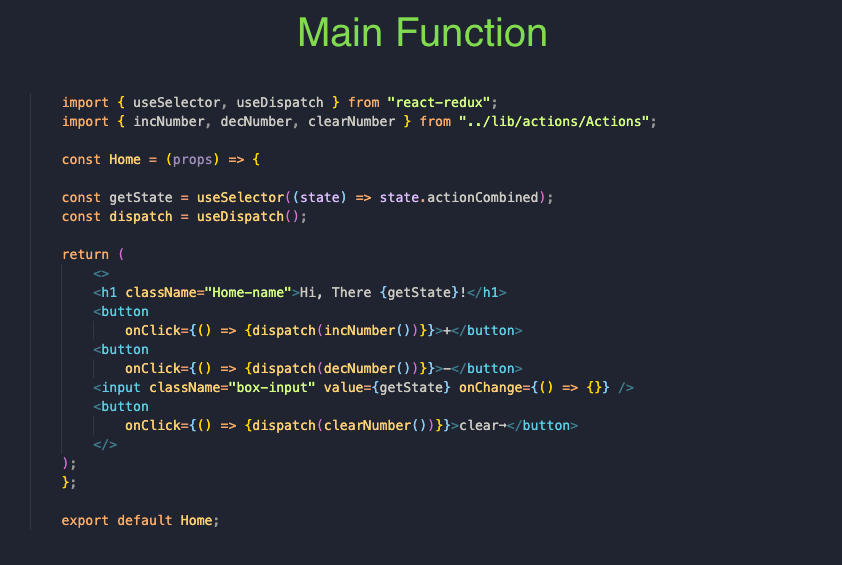 Main Function
import { useSelector, useDispatch } from "react-redux";
import { incNumber, decNumber, clearNumber } from "../lib/actions/Actions";
const Home = (props) => {
const getState = useSelector((state) => state.actionCombined);
const dispatch = useDispatch();
return (
<>
<h1 className="Home-name">Hi, There {getState}!</h1>
<button
onClick={() => {dispatch(incNumber())}}>+</button>
<button
onClick={() => {dispatch(decNumber())}}>-</button>
<input className="box-input" value={getState} onChange={() => {}} />
<button
onClick={() => {dispatch(clearNumber())}}>clear→</button>
</>
);
};
export default Home;